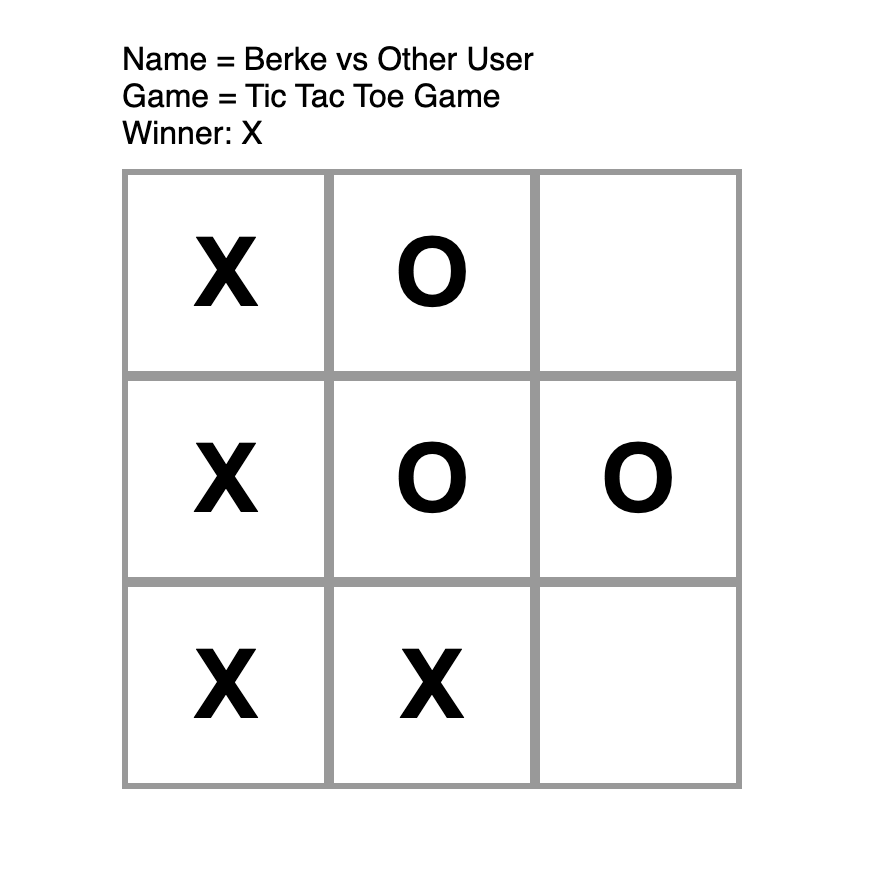 Name = Berke vs Other User
Game = Tic Tac Toe Game
Winner: X
X O
X O O
X X